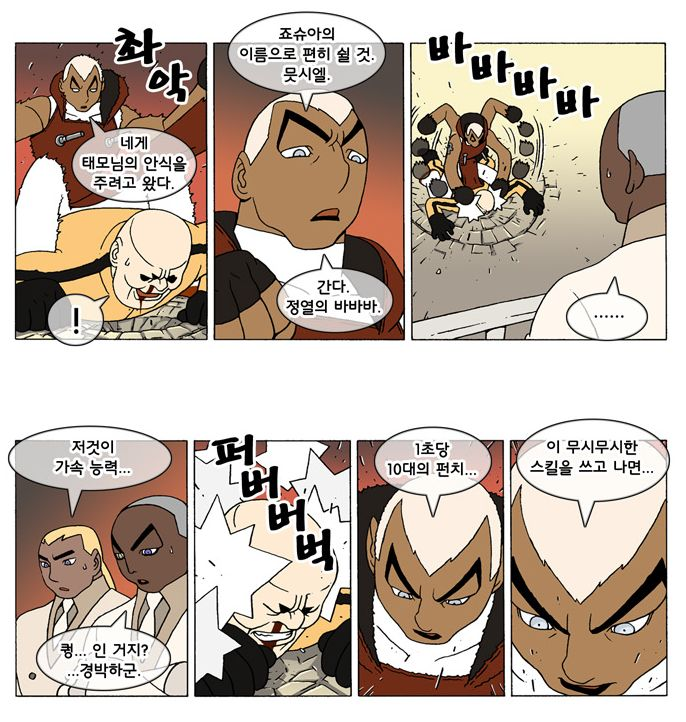 촤
악
네게
태모님의 안식을
주려고 왔다.
!
죠슈아의
이름으로 편히 쉴 것.
믓시엘.
간다.
정열의 바바바.
바바바바
……
저것이
가속 능력...
큥... 인 거지?
...경박하군.
퍼
버
버
벅
1초당
10대의 펀치...
이 무시무시한
스킬을 쓰고 나면...